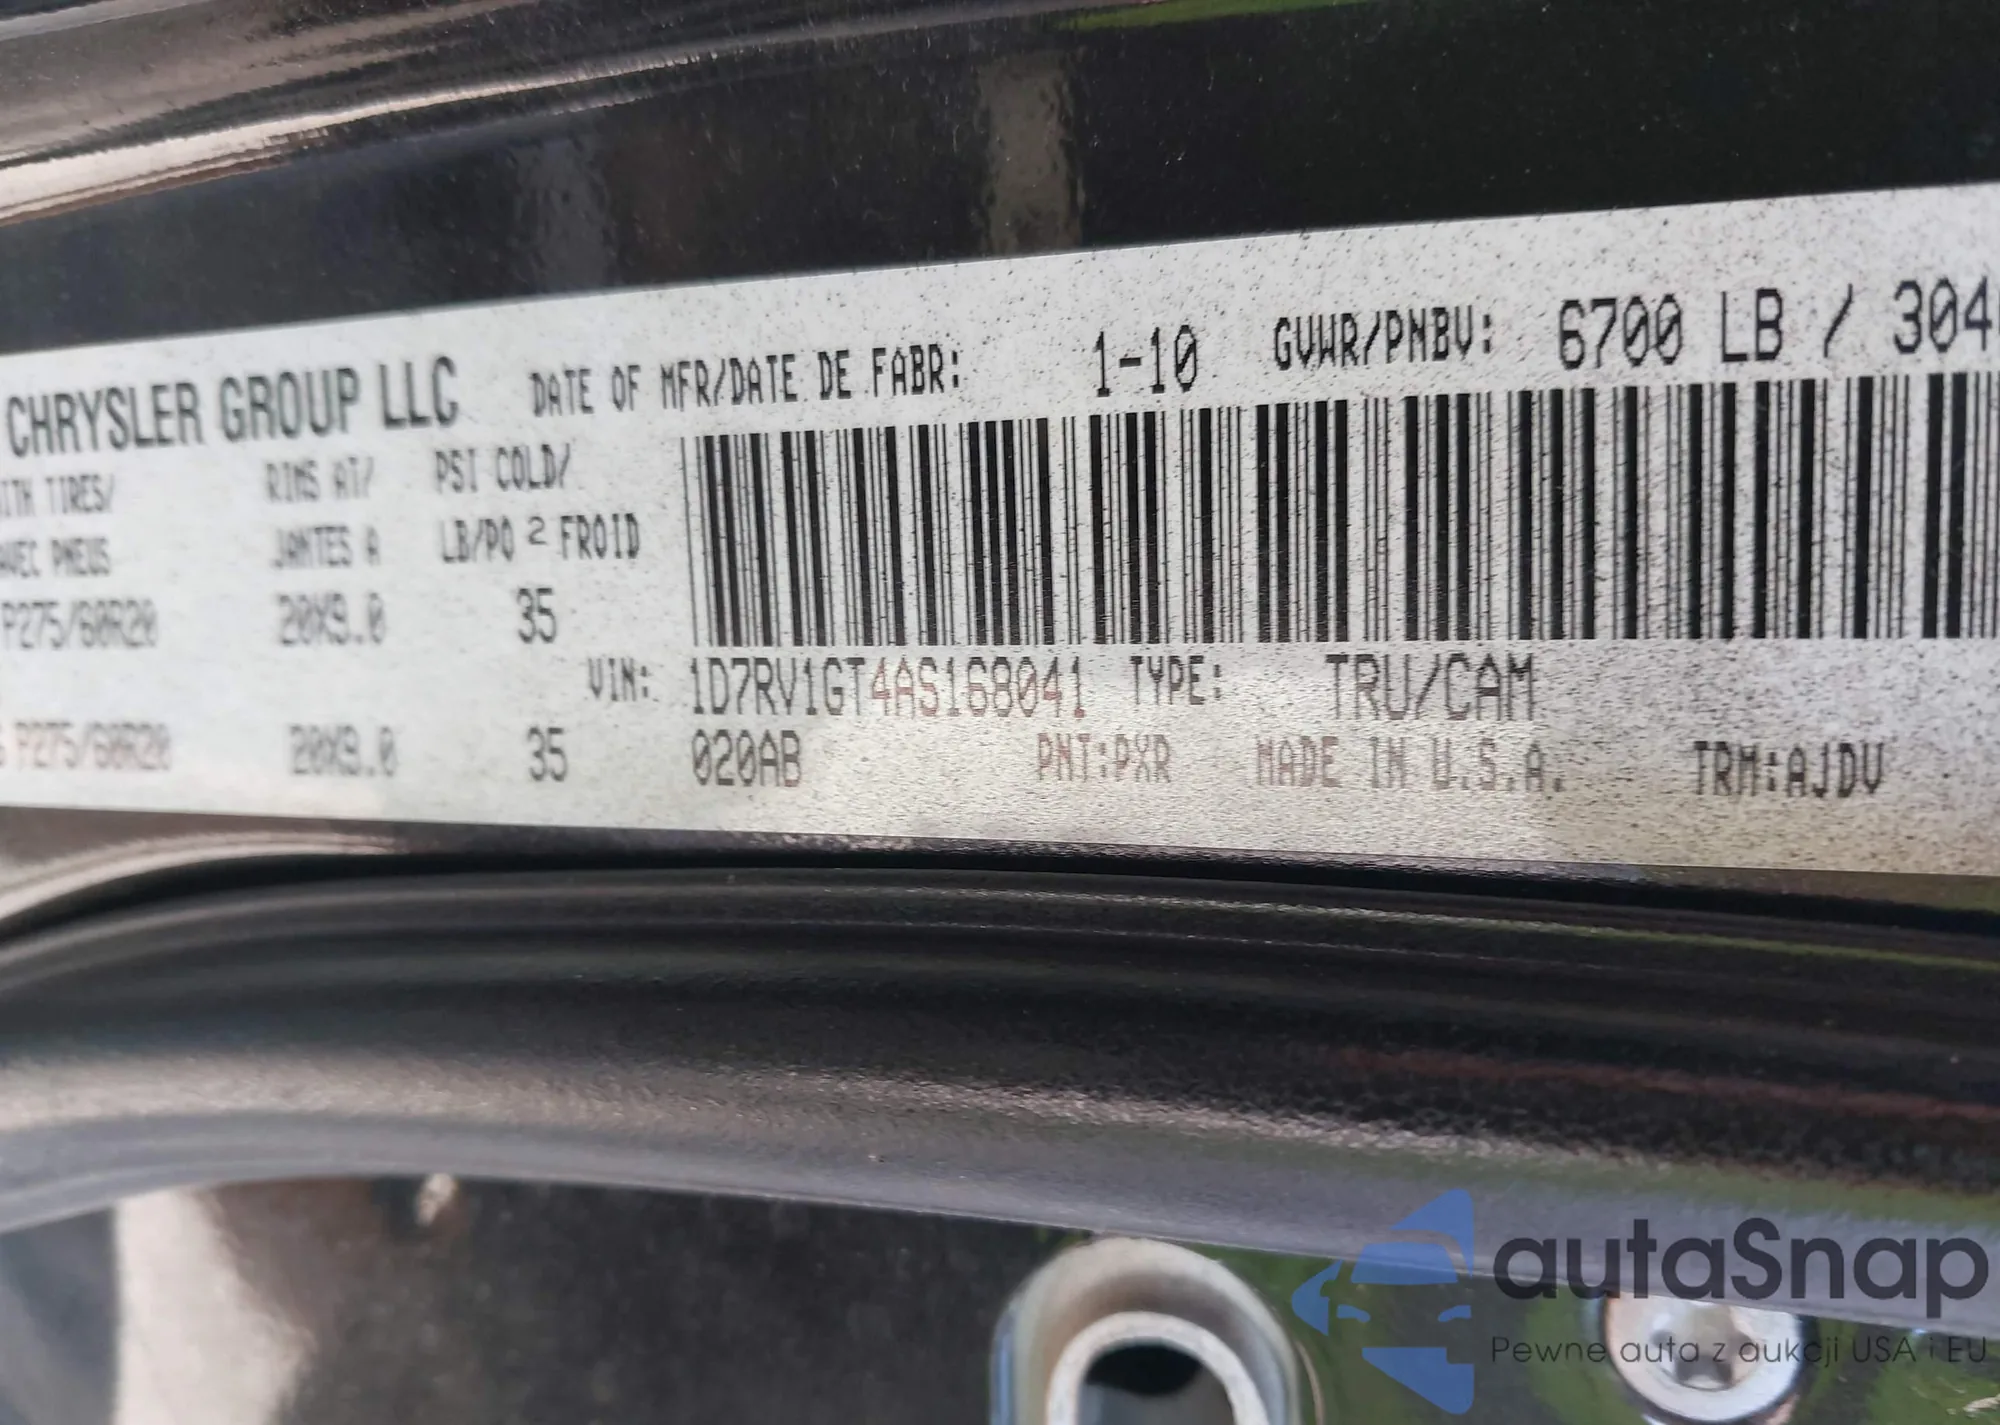 CHRYSLER GROUP LLC DATE OF MFR/DATE DE FABR: 1-10 GVWR/PNBV: 6700 LB / 304
ITH TIRES/ RIMS AT/ PSI COLD/
AVEC PNEUS JANTES A LB/PO 2 FROID
P275/60R20 20X9.0 35
VIN: 1D7RV1GT4AS168041 TYPE: TRU/CAM
P275/60R20 20X9.0 35 020AB PNT:PXR MADE IN U.S.A. TRM:AJDV
autaSnap
Pewne auta z aukcji USA i EU